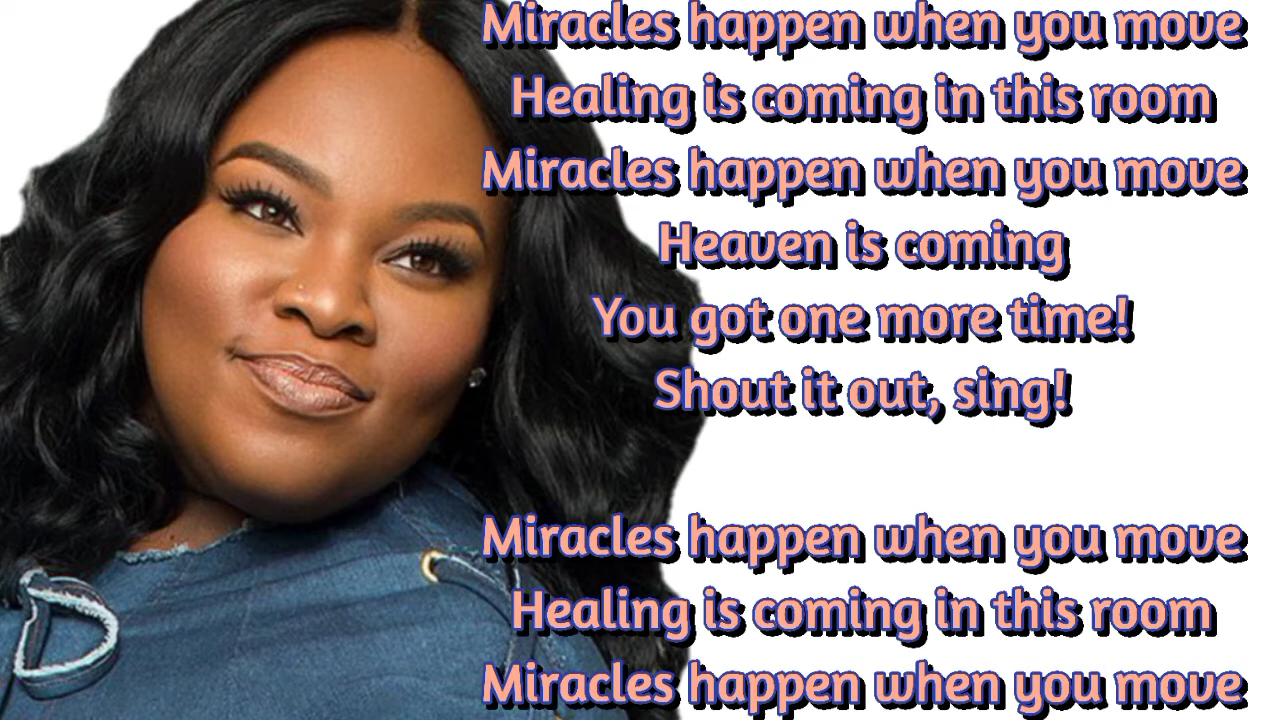 Miracles happen when you move
Healing is coming in this room
Miracles happen when you move
Heaven is coming
You got one more time!
Shout it out, sing!
Miracles happen when you move
Healing is coming in this room
Miracles happen when you move